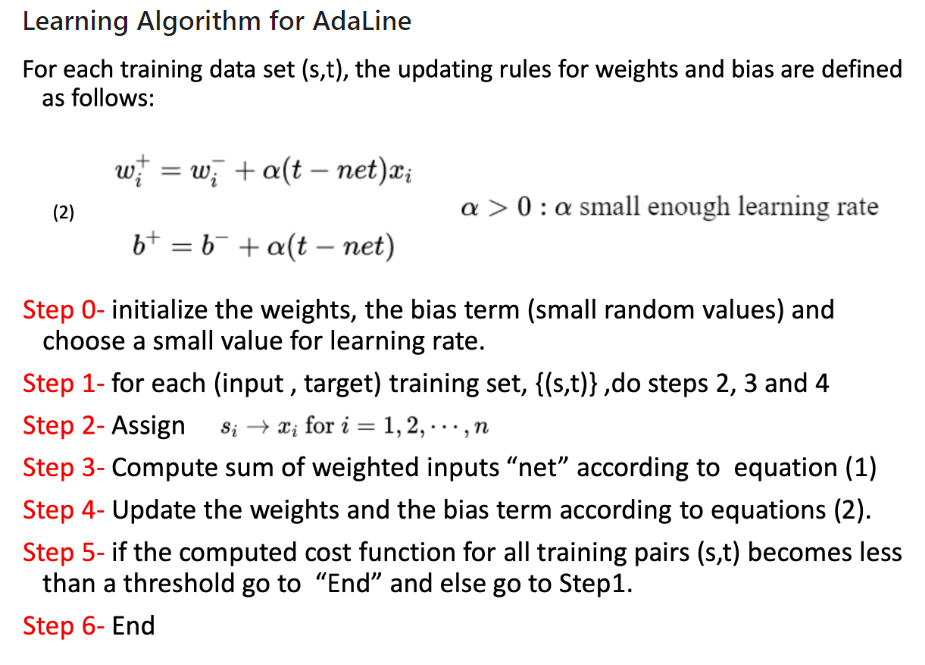 Learning Algorithm for AdaLine
For each training data set (s,t), the updating rules for weights and bias are defined
as follows:
w_i^+ = w_i^- + α(t − net)x_i
(2)
α > 0 : α small enough learning rate
b^+ = b^- + α(t − net)
Step 0- initialize the weights, the bias term (small random values) and
choose a small value for learning rate.
Step 1- for each (input , target) training set, {(s,t)} ,do steps 2, 3 and 4
Step 2- Assign s_i → x_i for i = 1, 2, ⋯ , n
Step 3- Compute sum of weighted inputs “net” according to equation (1)
Step 4- Update the weights and the bias term according to equations (2).
Step 5- if the computed cost function for all training pairs (s,t) becomes less
than a threshold go to “End” and else go to Step1.
Step 6- End